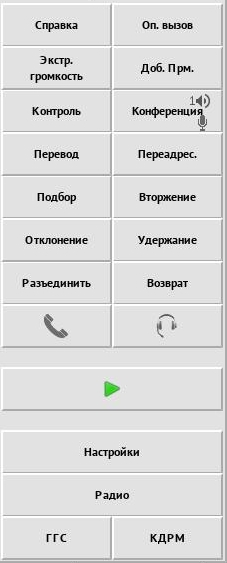 Справка
Оп. вызов
Экстр.
громкость
Доб. Прм.
Контроль
Конференция
1
Перевод
Переадрес.
Подбор
Вторжение
Отклонение
Удержание
Разъединить
Возврат
Настройки
Радио
ГГС
КДРМ